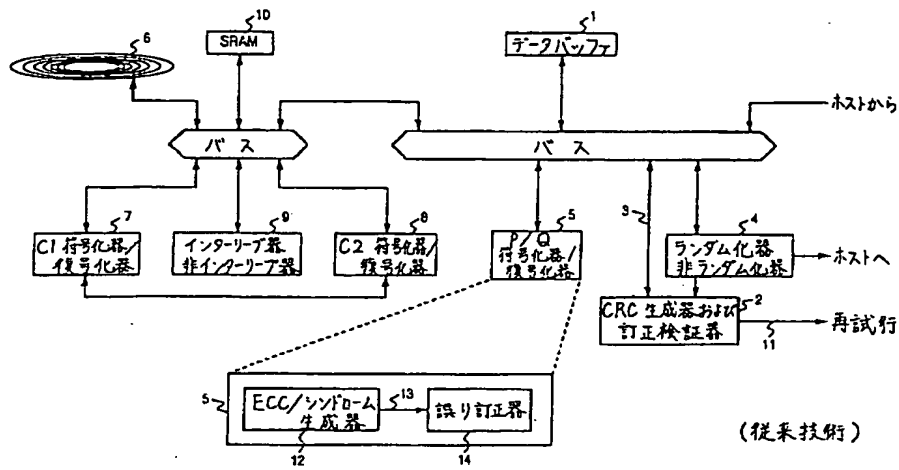 6
10
SRAM
1
データバッファ
ホストから
バス
バス
7
C1 符号化器/
復号化器
9
インターリーブ器
非インターリーブ器
8
C2 符号化器/
復号化器
5
P/Q
符号化器/
復号化器
3
4
ランダム化器
非ランダム化器
ホストへ
2
CRC 生成器および
訂正検証器
11
再試行
5
ECC/シンドローム
生成器
12
13
誤り訂正器
14
(従来技術)